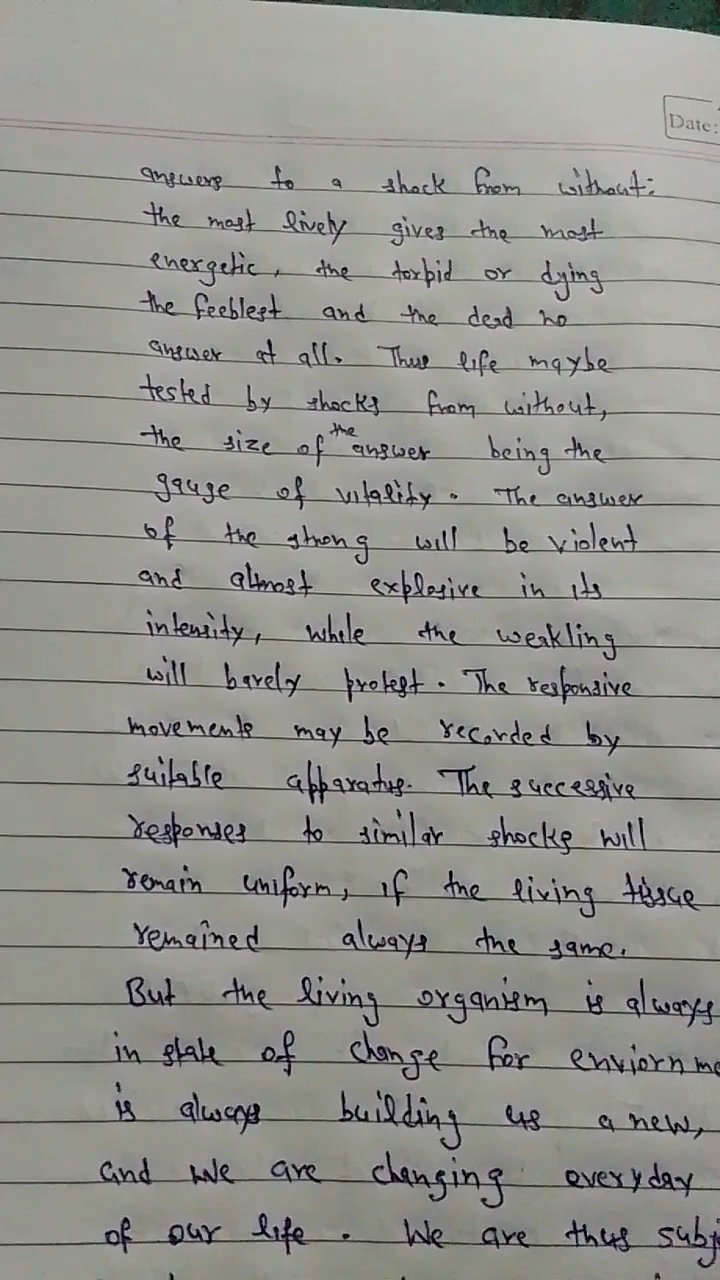 Date:
answers to a shock from without:
the most lively gives the most
energetic, the torpid or dying
the feeblest and the dead no
answer at all. Thus life maybe
tested by shocks from without,
the size of the answer being the
gauge of vitality. The answer
of the strong will be violent
and almost explosive in its
intensity, while the weakling
will barely protest. The responsive
movements may be recorded by
suitable apparatus. The successive
responses to similar shocks will
remain uniform, if the living tissue
remained always the same.
But the living organism is always
in state of change for enviornme
is always building us a new,
and we are changing everyday
of our life. We are thus subj